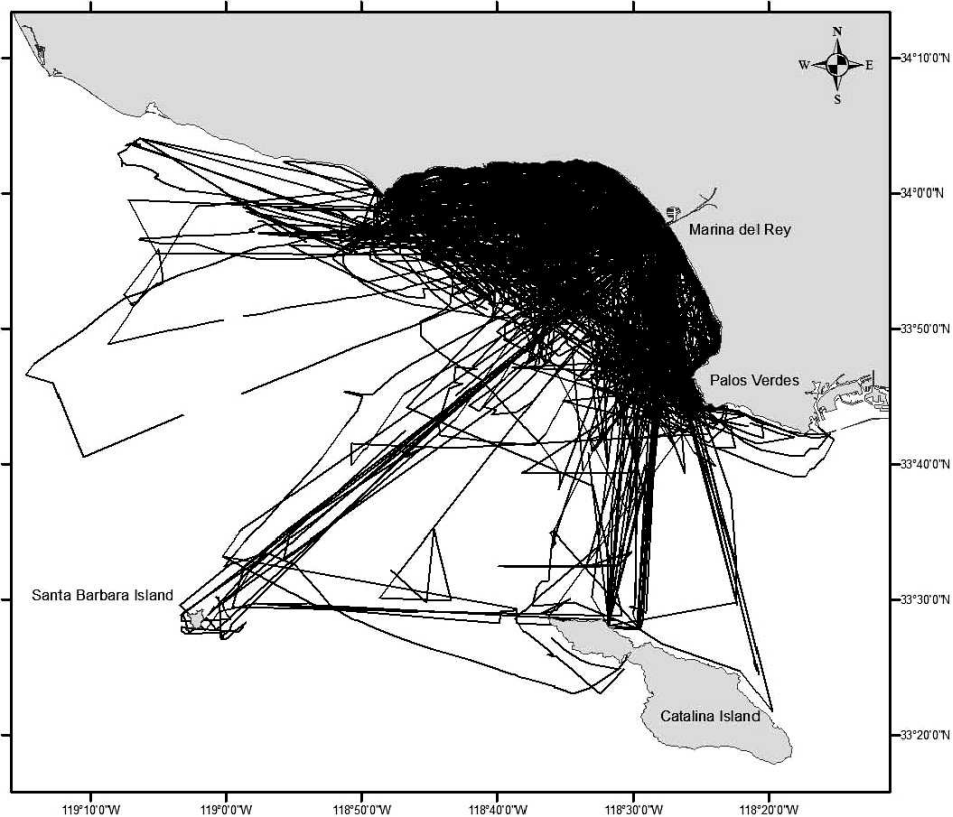 N
W E
S
34°10'0"N
34°0'0"N
Marina del Rey
33°50'0"N
Palos Verdes
33°40'0"N
Santa Barbara Island
33°30'0"N
Catalina Island
33°20'0"N
119°10'0"W 119°0'0"W 118°50'0"W 118°40'0"W 118°30'0"W 118°20'0"W